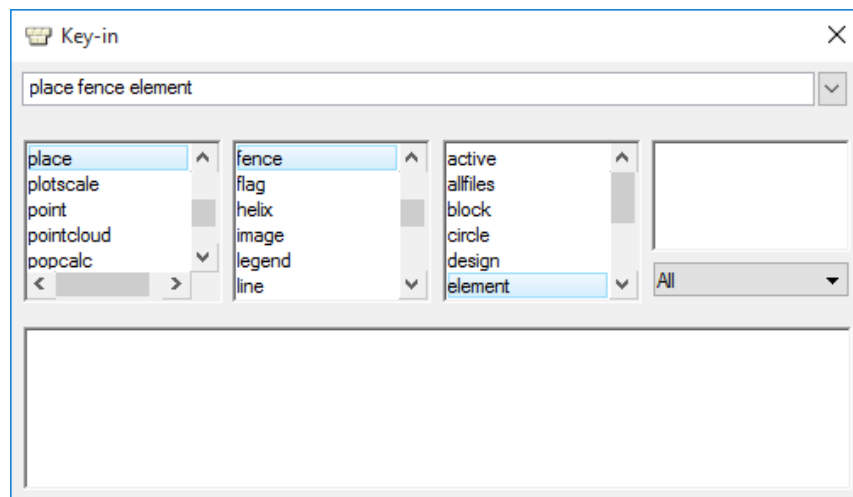 Key-in
place fence element
place
plotscale
point
pointcloud
popcalc
fence
flag
helix
image
legend
line
active
allfiles
block
circle
design
element
All